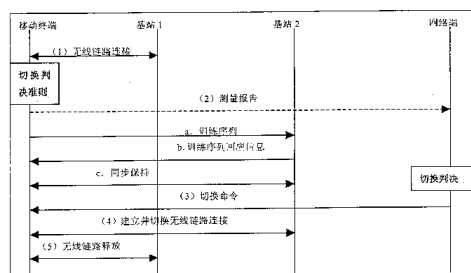 移动终端
基站 1
基站 2
网络端
（1）无线链路连接
切换判
决准则
（2）测量报告
a. 训练序列
b.训练序列回应信息
c. 同步保持
切换判决
（3）切换命令
（4）建立并切换无线链路连接
（5）无线链路释放